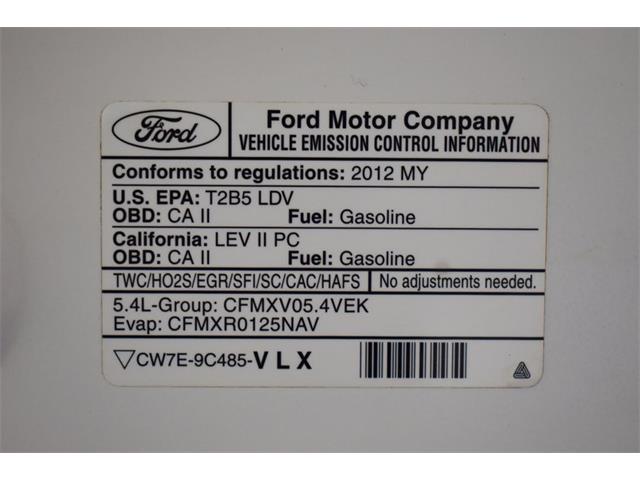 Ford
Ford Motor Company
VEHICLE EMISSION CONTROL INFORMATION
Conforms to regulations: 2012 MY
U.S. EPA: T2B5 LDV
OBD: CA II Fuel: Gasoline
California: LEV II PC
OBD: CA II Fuel: Gasoline
TWC/HO2S/EGR/SFI/SC/CAC/HAFS No adjustments needed.
5.4L-Group: CFMXV05.4VEK
Evap: CFMXR0125NAV
CW7E-9C485-VLX